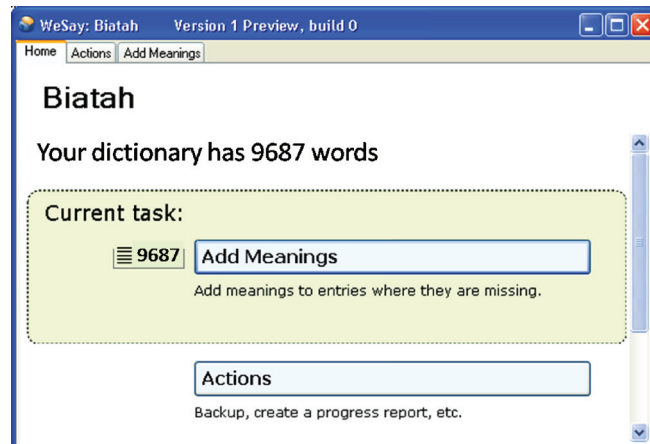 WeSay: Biatah Version 1 Preview, build 0
Home Actions Add Meanings
Biatah
Your dictionary has 9687 words
Current task:
9687 Add Meanings
Add meanings to entries where they are missing.
Actions
Backup, create a progress report, etc.